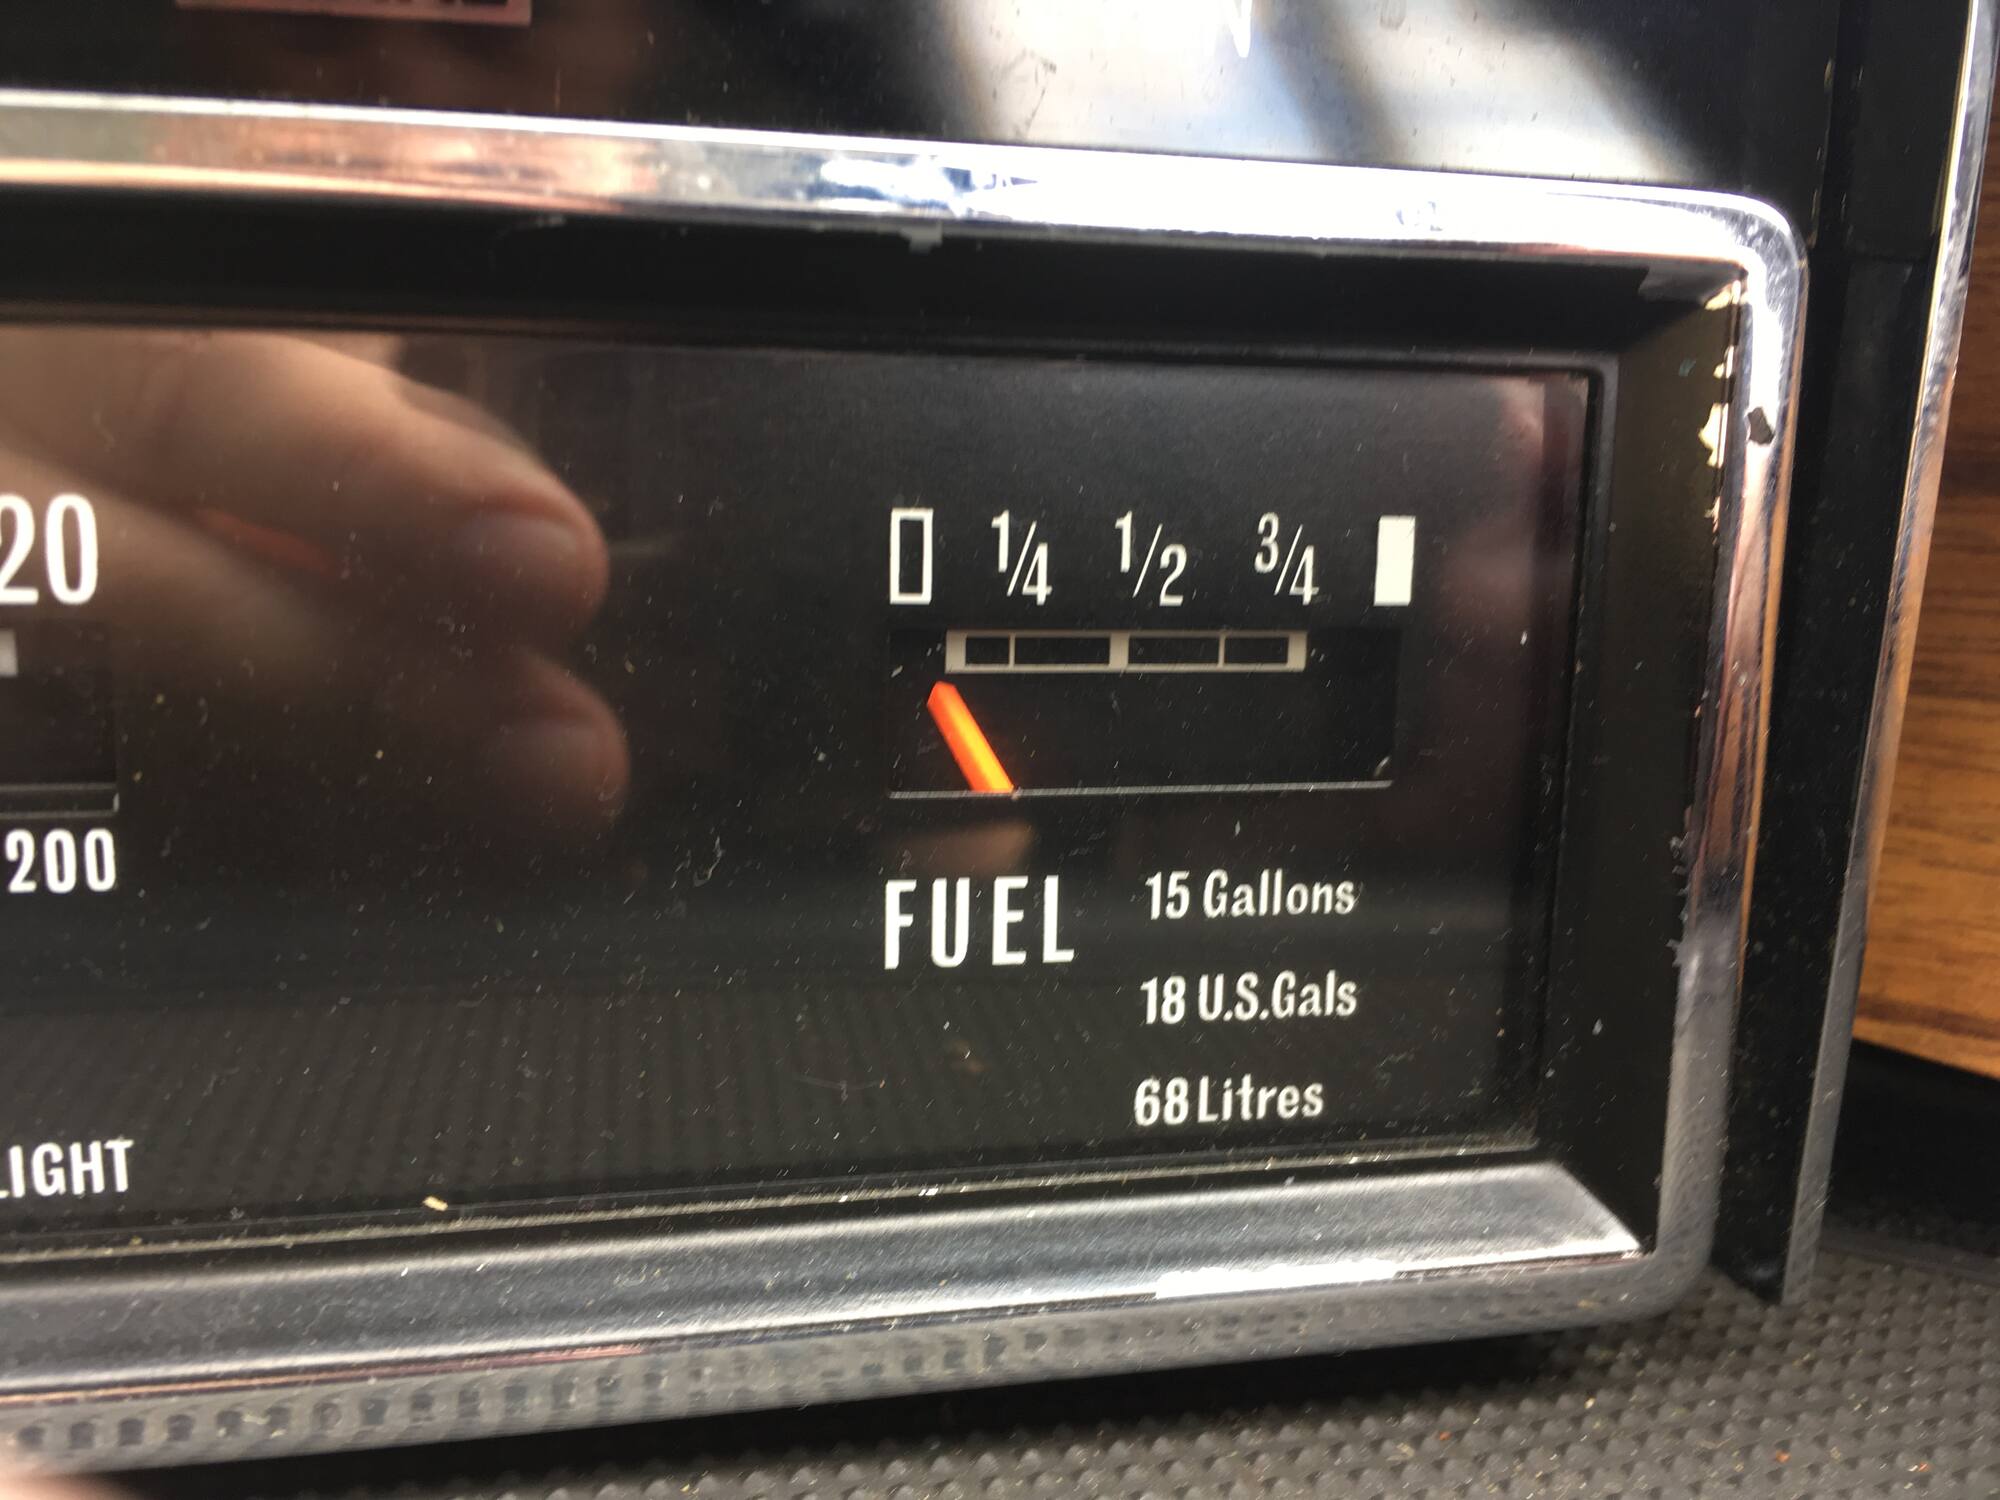 20
1/4 1/2 3/4
200
FUEL
15 Gallons
18 U.S.Gals
68 Litres
LIGHT